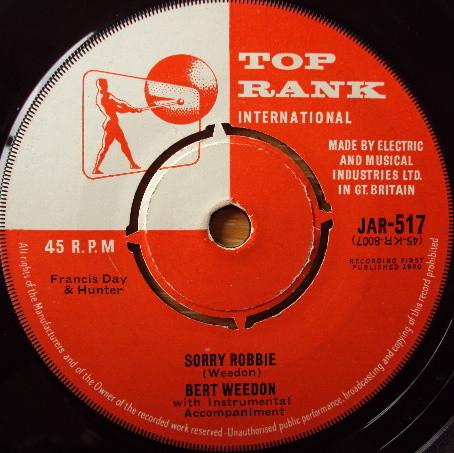 TOP
RANK
INTERNATIONAL
MADE BY ELECTRIC
AND MUSICAL
INDUSTRIES LTD.
IN GT. BRITAIN
JAR-517
(45-K-R-8007)
RECORDING FIRST
PUBLISHED 1960
45 R.P.M
Francis Day
& Hunter
SORRY ROBBIE
(Weedon)
BERT WEEDON
with Instrumental
Accompaniment
All rights of the Manufacturers and of the Owner of the recorded work reserved - Unauthorised public performance, broadcasting and copying of this record prohibited